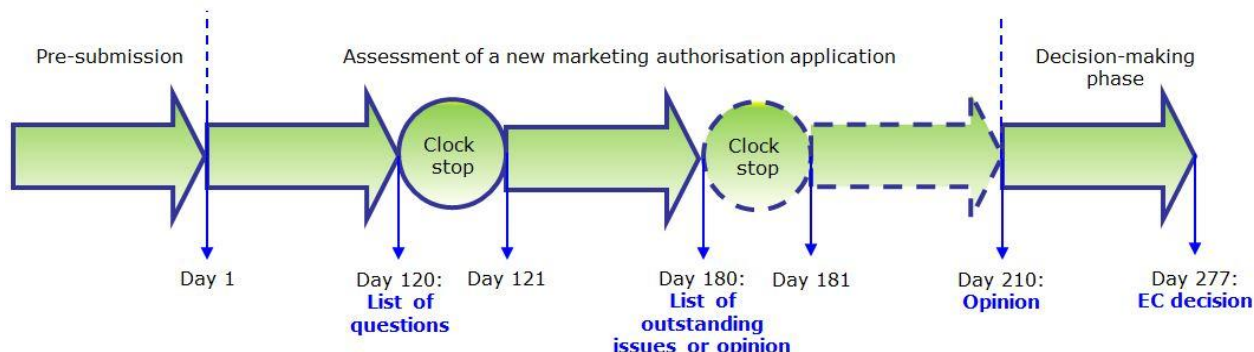 Pre-submission
Assessment of a new marketing authorisation application
Decision-making
phase
Clock
stop
Clock
stop
Day 1
Day 120:
List of
questions
Day 121
Day 180:
List of
outstanding
issues or opinion
Day 181
Day 210:
Opinion
Day 277:
EC decision